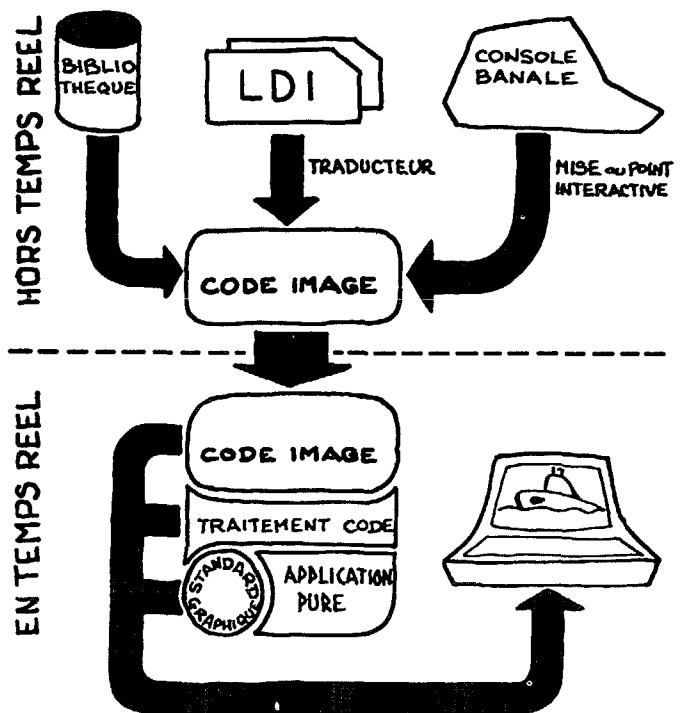 HORS TEMPS REEL
BIBLIO
THEQUE
LDI
CONSOLE
BANALE
TRADUCTEUR
MISE au POINT
INTERACTIVE
CODE IMAGE
EN TEMPS REEL
CODE IMAGE
TRAITEMENT CODE
STANDARD
GRAPHIQUE
APPLICATION
PURE